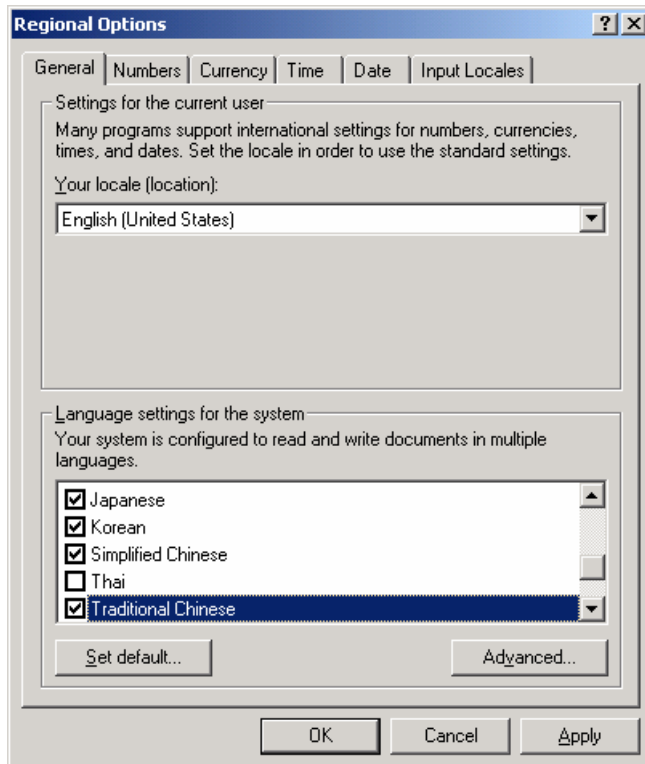 Regional Options
General Numbers Currency Time Date Input Locales
Settings for the current user
Many programs support international settings for numbers, currencies,
times, and dates. Set the locale in order to use the standard settings.
Your locale (location):
English (United States)
Language settings for the system
Your system is configured to read and write documents in multiple
languages.
Japanese
Korean
Simplified Chinese
Thai
Traditional Chinese
Set default... Advanced...
OK Cancel Apply